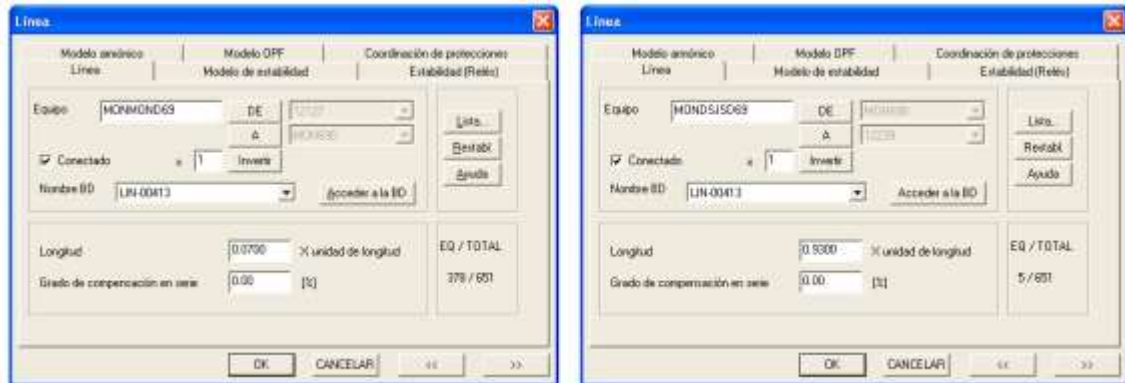 Línea
Modelo armónico Modelo OPF Coordinación de protecciones
Línea Modelo de estabilidad Estabilidad (Relés)
Equipo MONMOND69 DE
A
Lista...
Restabl.
Ayuda
Conectado x 1 Invertir
Nombre BD LIN-00413 Acceder a la BD
Longitud 0.0700 X unidad de longitud
Grado de compensación en serie 0.00 [%]
EQ / TOTAL
378 / 651
OK CANCELAR << >>
Línea
Modelo armónico Modelo OPF Coordinación de protecciones
Línea Modelo de estabilidad Estabilidad (Relés)
Equipo MONDSJSD69 DE
A
Lista...
Restabl.
Ayuda
Conectado x 1 Invertir
Nombre BD LIN-00413 Acceder a la BD
Longitud 0.9300 X unidad de longitud
Grado de compensación en serie 0.00 [%]
EQ / TOTAL
5 / 651
OK CANCELAR << >>